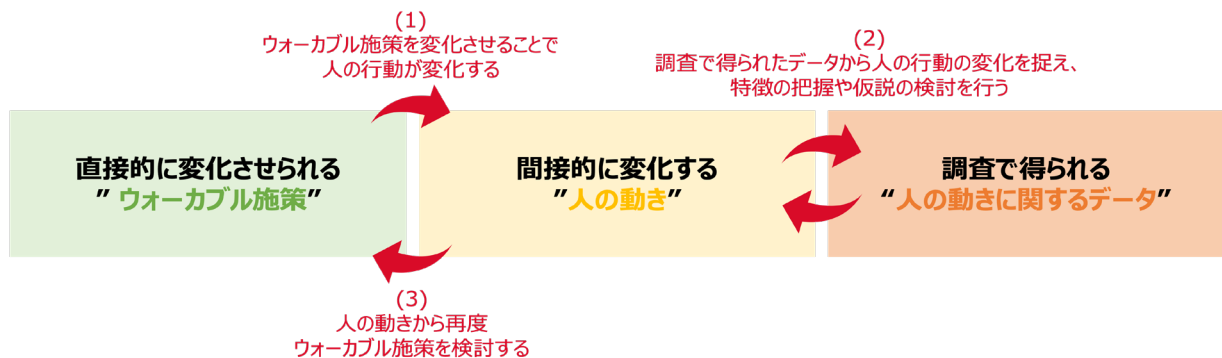 (1)
ウォーカブル施策を変化させることで
人の行動が変化する
(2)
調査で得られたデータから人の行動の変化を捉え、
特徴の把握や仮説の検討を行う
直接的に変化させられる
”ウォーカブル施策”
間接的に変化する
”人の動き”
調査で得られる
“人の動きに関するデータ”
(3)
人の動きから再度
ウォーカブル施策を検討する